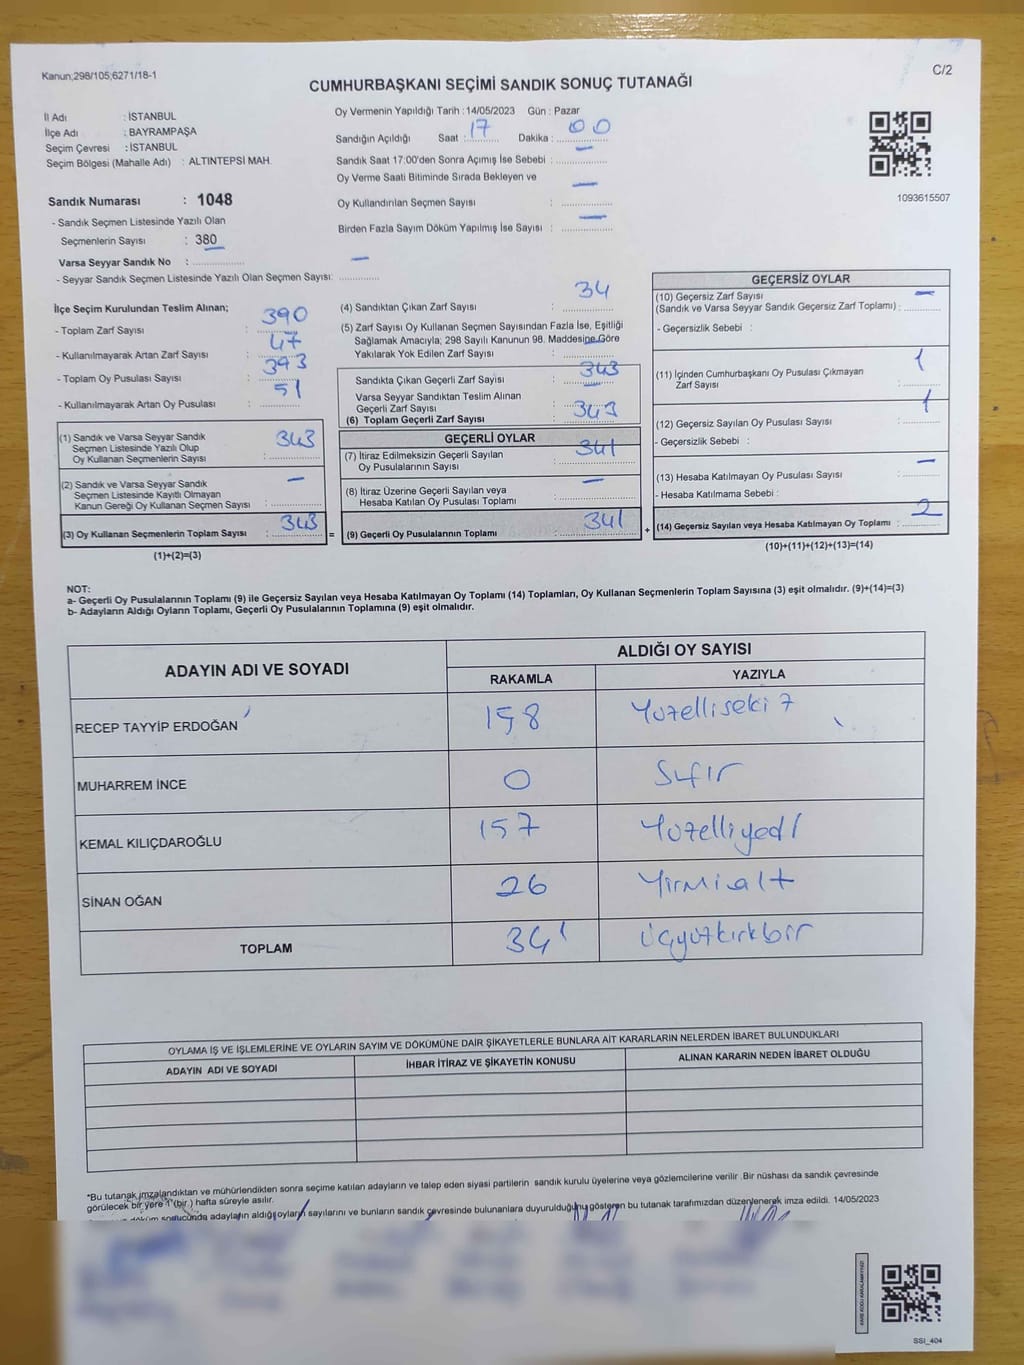 Kanun;298/105;6271/18-1
C/2
CUMHURBAŞKANI SEÇİMİ SANDIK SONUÇ TUTANAĞI
İl Adı : İSTANBUL
İlçe Adı : BAYRAMPAŞA
Seçim Çevresi : İSTANBUL
Seçim Bölgesi (Mahalle Adı) : ALTINTEPSİ MAH.
Oy Vermenin Yapıldığı Tarih : 14/05/2023 Gün : Pazar
Sandığın Açıldığı Saat : 17 Dakika : 00
Sandık Saat 17:00'den Sonra Açımış İse Sebebi : —
Oy Verme Saati Bitiminde Sırada Bekleyen ve
Oy Kullandırılan Seçmen Sayısı : —
Birden Fazla Sayım Döküm Yapılmış İse Sayısı : —
1093615507
Sandık Numarası : 1048
- Sandık Seçmen Listesinde Yazılı Olan
Seçmenlerin Sayısı : 380
Varsa Seyyar Sandık No :
- Seyyar Sandık Seçmen Listesinde Yazılı Olan Seçmen Sayısı: —
İlçe Seçim Kurulundan Teslim Alınan;
- Toplam Zarf Sayısı : 390
- Kullanılmayarak Artan Zarf Sayısı : 47
- Toplam Oy Pusulası Sayısı : 393
- Kullanılmayarak Artan Oy Pusulası : 51
(1) Sandık ve Varsa Seyyar Sandık
Seçmen Listesinde Yazılı Olup
Oy Kullanan Seçmenlerin Sayısı : 343
(2) Sandık ve Varsa Seyyar Sandık
Seçmen Listesinde Kayıtlı Olmayan
Kanun Gereği Oy Kullanan Seçmen Sayısı : —
(3) Oy Kullanan Seçmenlerin Toplam Sayısı : 343 =
(1)+(2)=(3)
(4) Sandıktan Çıkan Zarf Sayısı : 34
(5) Zarf Sayısı Oy Kullanan Seçmen Sayısından Fazla İse, Eşitliği
Sağlamak Amacıyla; 298 Sayılı Kanunun 98. Maddesine Göre
Yakılarak Yok Edilen Zarf Sayısı : —
Sandıkta Çıkan Geçerli Zarf Sayısı : 343
Varsa Seyyar Sandıktan Teslim Alınan
Geçerli Zarf Sayısı : —
(6) Toplam Geçerli Zarf Sayısı : 343
GEÇERLİ OYLAR
(7) İtiraz Edilmeksizin Geçerli Sayılan
Oy Pusulalarının Sayısı : 341
(8) İtiraz Üzerine Geçerli Sayılan veya
Hesaba Katılan Oy Pusulası Toplamı : —
(9) Geçerli Oy Pusulalarının Toplamı : 341 +
GEÇERSİZ OYLAR
(10) Geçersiz Zarf Sayısı
(Sandık ve Varsa Seyyar Sandık Geçersiz Zarf Toplamı) : —
- Geçersizlik Sebebi :
(11) İçinden Cumhurbaşkanı Oy Pusulası Çıkmayan
Zarf Sayısı : 1
(12) Geçersiz Sayılan Oy Pusulası Sayısı : 1
- Geçersizlik Sebebi :
(13) Hesaba Katılmayan Oy Pusulası Sayısı : —
- Hesaba Katılmama Sebebi :
(14) Geçersiz Sayılan veya Hesaba Katılmayan Oy Toplamı : 2
(10)+(11)+(12)+(13)=(14)
NOT:
a- Geçerli Oy Pusulalarının Toplamı (9) ile Geçersiz Sayılan veya Hesaba Katılmayan Oy Toplamı (14) Toplamları, Oy Kullanan Seçmenlerin Toplam Sayısına (3) eşit olmalıdır. (9)+(14)=(3)
b- Adayların Aldığı Oyların Toplamı, Geçerli Oy Pusulalarının Toplamına (9) eşit olmalıdır.
ADAYIN ADI VE SOYADI
ALDIĞI OY SAYISI
RAKAMLA YAZIYLA
RECEP TAYYİP ERDOĞAN 158 Yüzelliseki z
MUHARREM İNCE 0 Sıfır
KEMAL KILIÇDAROĞLU 157 Yüzelliyedi
SİNAN OĞAN 26 Yirmialt
TOPLAM 341 Üçyüzkırkbir
OYLAMA İŞ VE İŞLEMLERİNE VE OYLARIN SAYIM VE DÖKÜMÜNE DAİR ŞİKAYETLERLE BUNLARA AİT KARARLARIN NELERDEN İBARET BULUNDUKLARI
ADAYIN ADI VE SOYADI İHBAR İTİRAZ VE ŞİKAYETİN KONUSU ALINAN KARARIN NEDEN İBARET OLDUĞU
*Bu tutanak imzalandıktan ve mühürlendikten sonra seçime katılan adayların ve talep eden siyasi partilerin sandık kurulu üyelerine veya gözlemcilerine verilir. Bir nüshası da sandık çevresinde
görülecek bir yere "1"(bir ) hafta süreyle asılır.
döküm sonucunda adayların aldığı oyların sayılarını ve bunların sandık çevresinde bulunanlara duyurulduğunu gösteren bu tutanak tarafımızdan düzenlenerek imza edildi. 14/05/2023
SSI_404